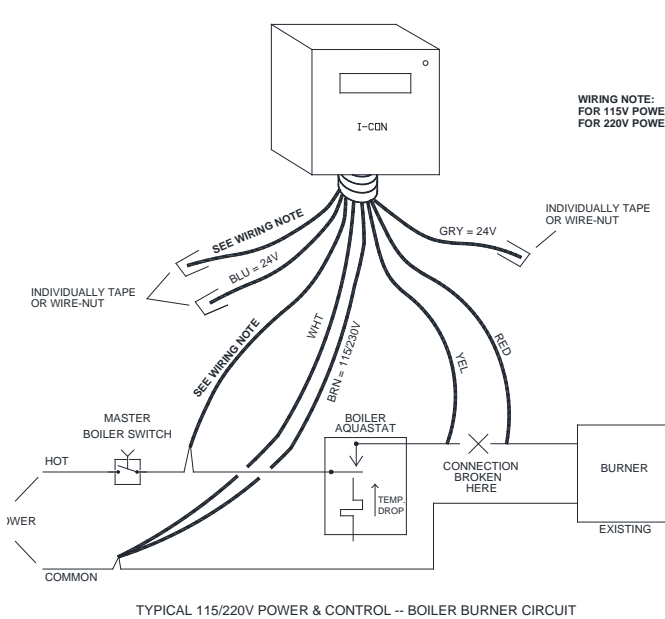 I-CON
WIRING NOTE:
FOR 115V POWE
FOR 220V POWE
INDIVIDUALLY TAPE
OR WIRE-NUT
SEE WIRING NOTE
GRY = 24V
BLU = 24V
INDIVIDUALLY TAPE
OR WIRE-NUT
SEE WIRING NOTE
WHT
BRN = 115/230V
YEL
RED
MASTER
BOILER SWITCH
BOILER
AQUASTAT
HOT
CONNECTION
BROKEN
HERE
BURNER
TEMP.
DROP
OWER
EXISTING
COMMON
TYPICAL 115/220V POWER & CONTROL -- BOILER BURNER CIRCUIT